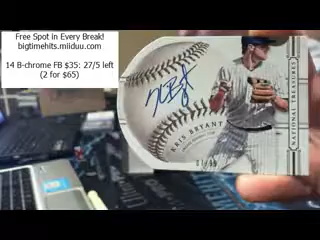 Free Spot in Every Break!
bigtimehits.miiduu.com
14 B-chrome FB $35: 27/5 left
(2 for $65)
KRIS BRYANT
NATIONAL TREASURES